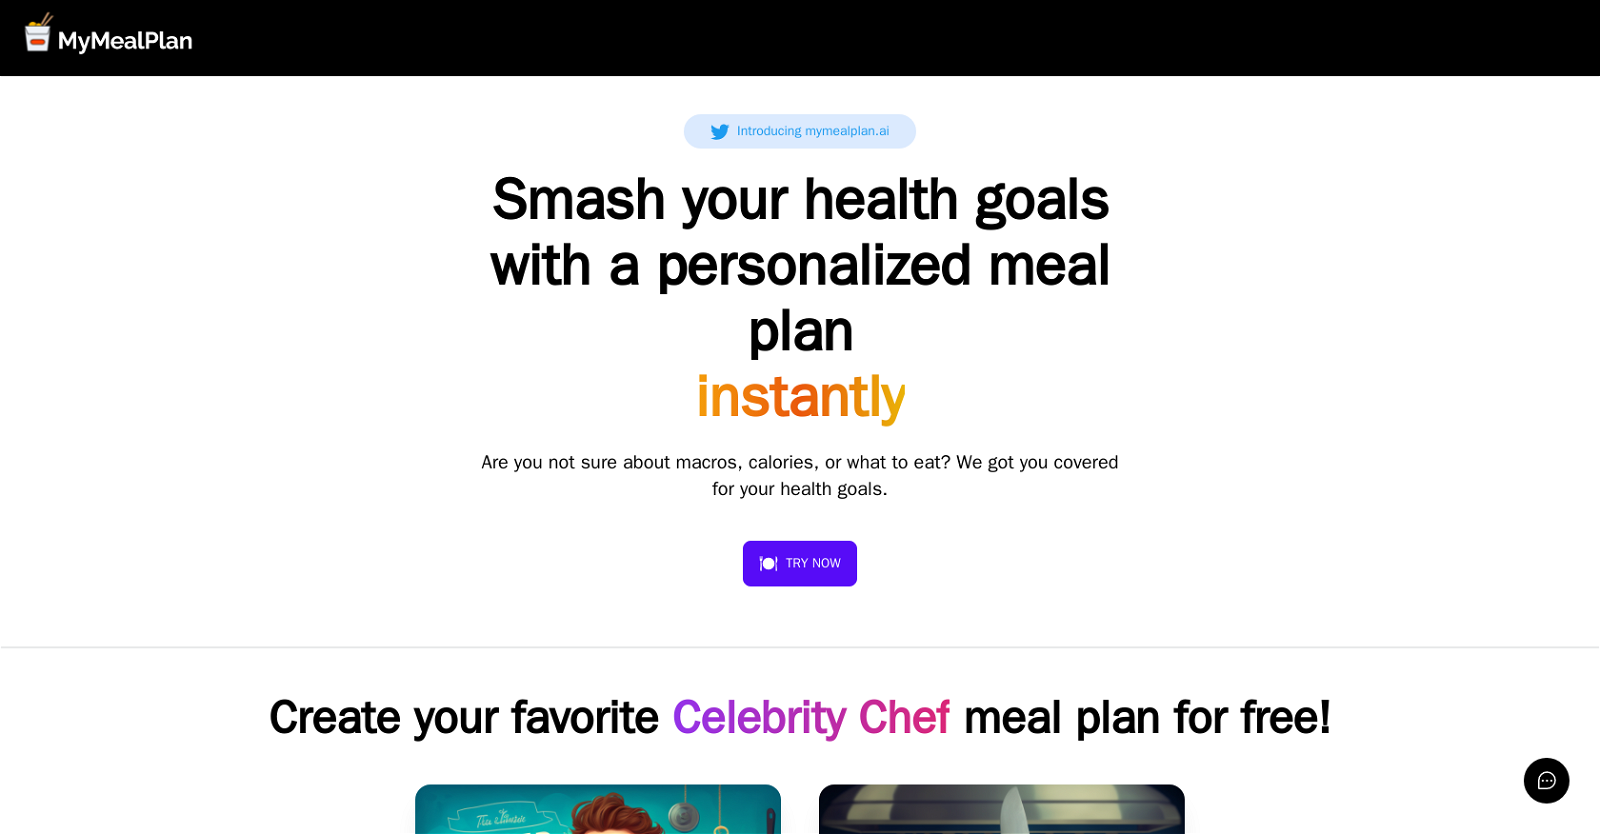 MyMealPlan
Introducing mymealplan.ai
Smash your health goals
with a personalized meal
plan
instantly
Are you not sure about macros, calories, or what to eat? We got you covered
for your health goals.
TRY NOW
Create your favorite Celebrity Chef meal plan for free!